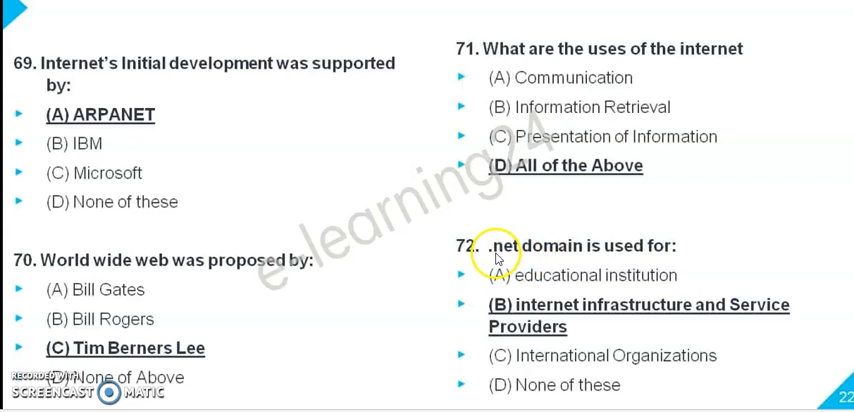 69. Internet's Initial development was supported
by:
(A) ARPANET
(B) IBM
(C) Microsoft
(D) None of these
70. World wide web was proposed by:
(A) Bill Gates
(B) Bill Rogers
(C) Tim Berners Lee
(D) None of Above
71. What are the uses of the internet
(A) Communication
(B) Information Retrieval
(C) Presentation of Information
(D) All of the Above
72. .net domain is used for:
(A) educational institution
(B) internet infrastructure and Service
Providers
(C) International Organizations
(D) None of these
e-learning24
RECORDED WITH
SCREENCAST MATIC
22